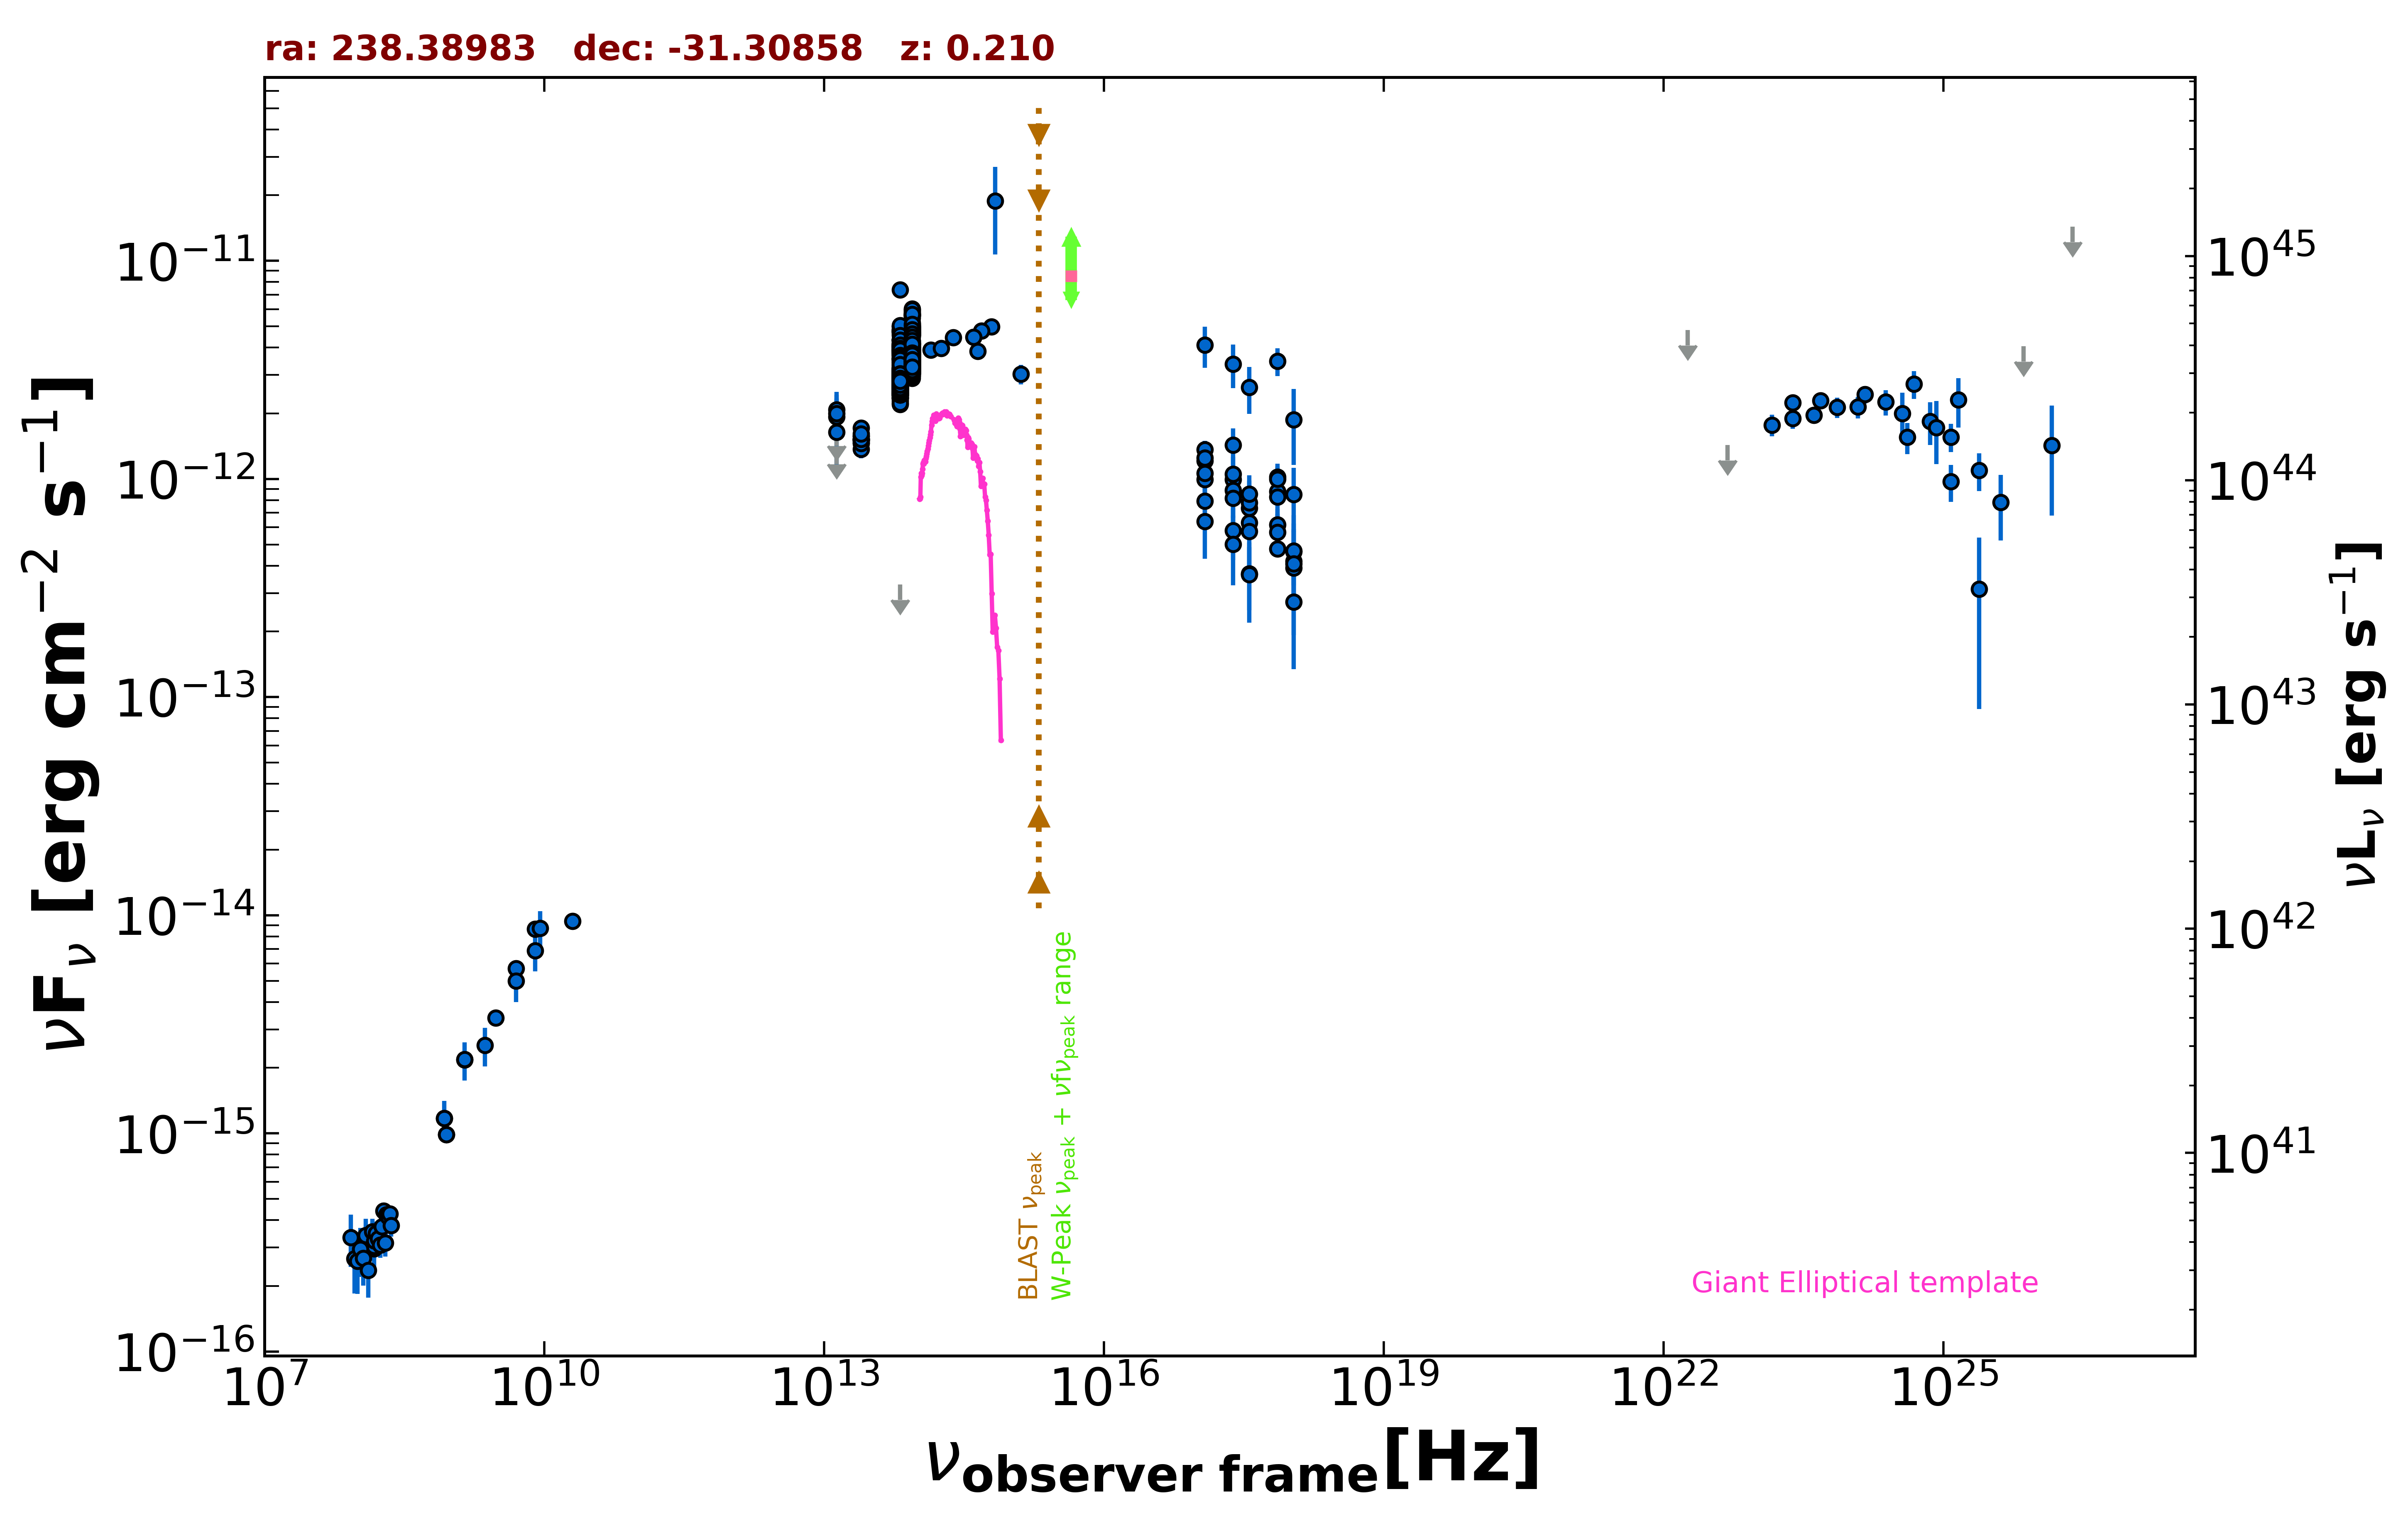 ra: 238.38983   dec: -31.30858   z: 0.210
νFν [erg cm−2 s−1]
10−11
10−12
10−13
10−14
10−15
10−16
1045
1044
1043
1042
1041
νLν [erg s−1]
BLAST νpeak
W-Peak νpeak + νfνpeak range
Giant Elliptical template
107
1010
1013
1016
1019
1022
1025
νobserver frame[Hz]